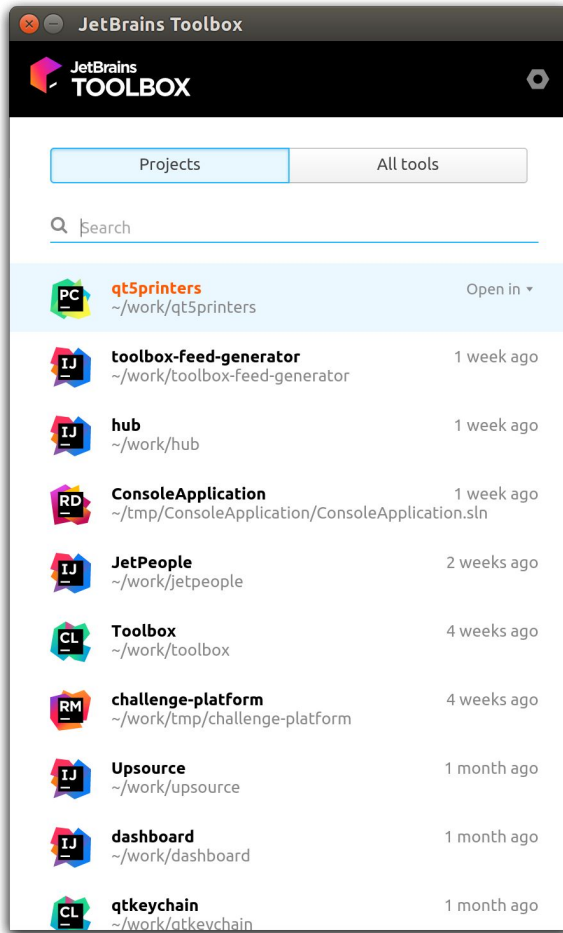 JetBrains Toolbox
JetBrains
TOOLBOX
Projects
All tools
Search
PC
qt5printers
Open in
~/work/qt5printers
IJ
toolbox-feed-generator
1 week ago
~/work/toolbox-feed-generator
IJ
hub
1 week ago
~/work/hub
RD
ConsoleApplication
1 week ago
~/tmp/ConsoleApplication/ConsoleApplication.sln
IJ
JetPeople
2 weeks ago
~/work/jetpeople
CL
Toolbox
4 weeks ago
~/work/toolbox
RM
challenge-platform
4 weeks ago
~/work/tmp/challenge-platform
IJ
Upsource
1 month ago
~/work/upsource
IJ
dashboard
1 month ago
~/work/dashboard
CL
qtkeychain
1 month ago
~/work/qtkeychain